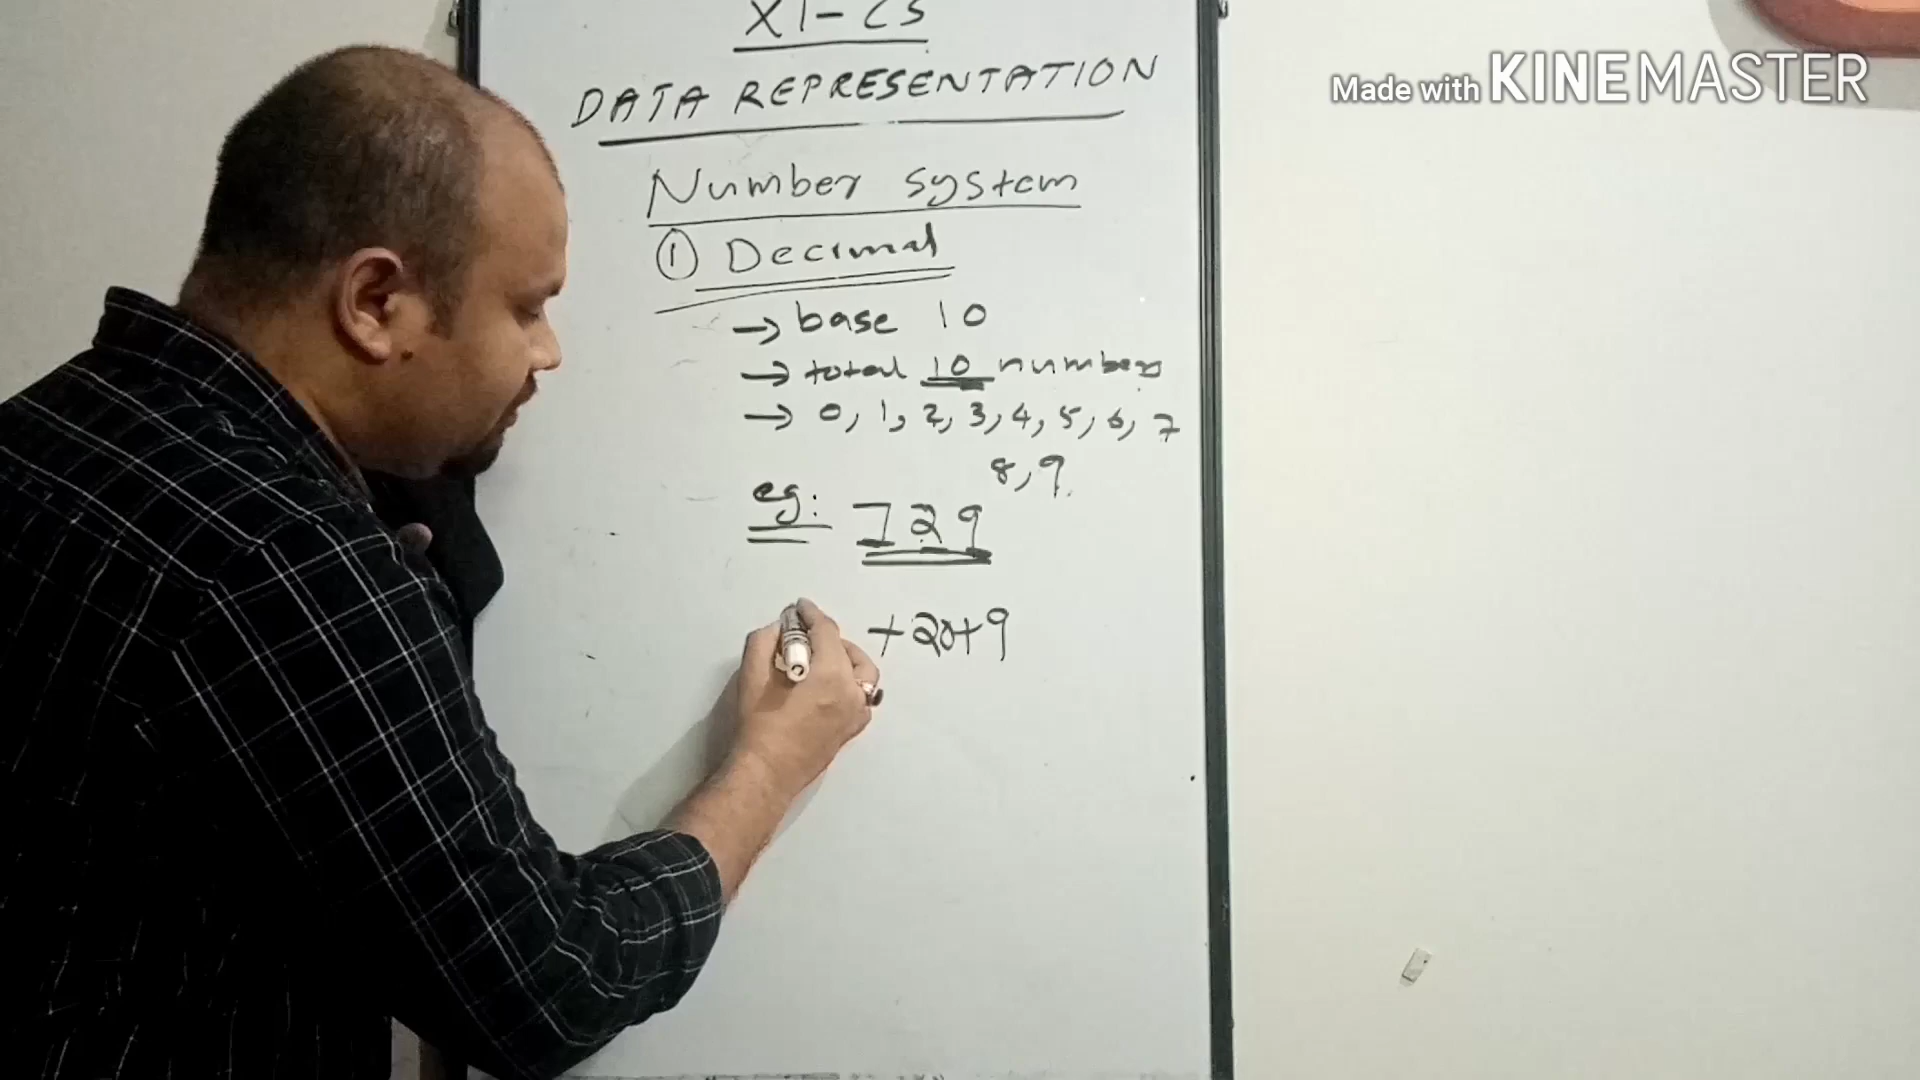 XI-CS
Made with KINEMASTER
DATA REPRESENTATION
Number system
① Decimal
→ base 10
→ total 10 numbers
→ 0, 1, 2, 3, 4, 5, 6, 7
8, 9
eg: 729
+20+9